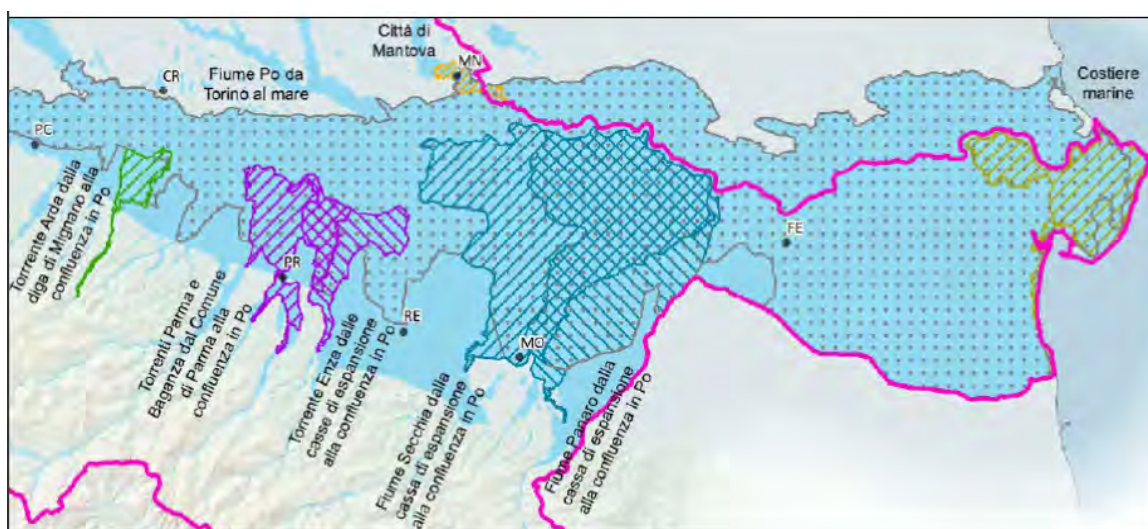 Città di
Mantova
MN
CR
Fiume Po da
Torino al mare
Costiere
marine
PC
FE
PR
RE
MO
Torrrente Arda dalla
diga di Mignano alla
confluenza in Po
Torrenti Parma e
Baganza dal Comune
di Parma alla
confluenza in Po
Torrente Enza dalle
casse di espansione
alla confluenza in Po
Fiume Secchia dalla
cassa di espansione
alla confluenza in Po
Fiume Panaro dalla
cassa di espansione
alla confluenza in Po